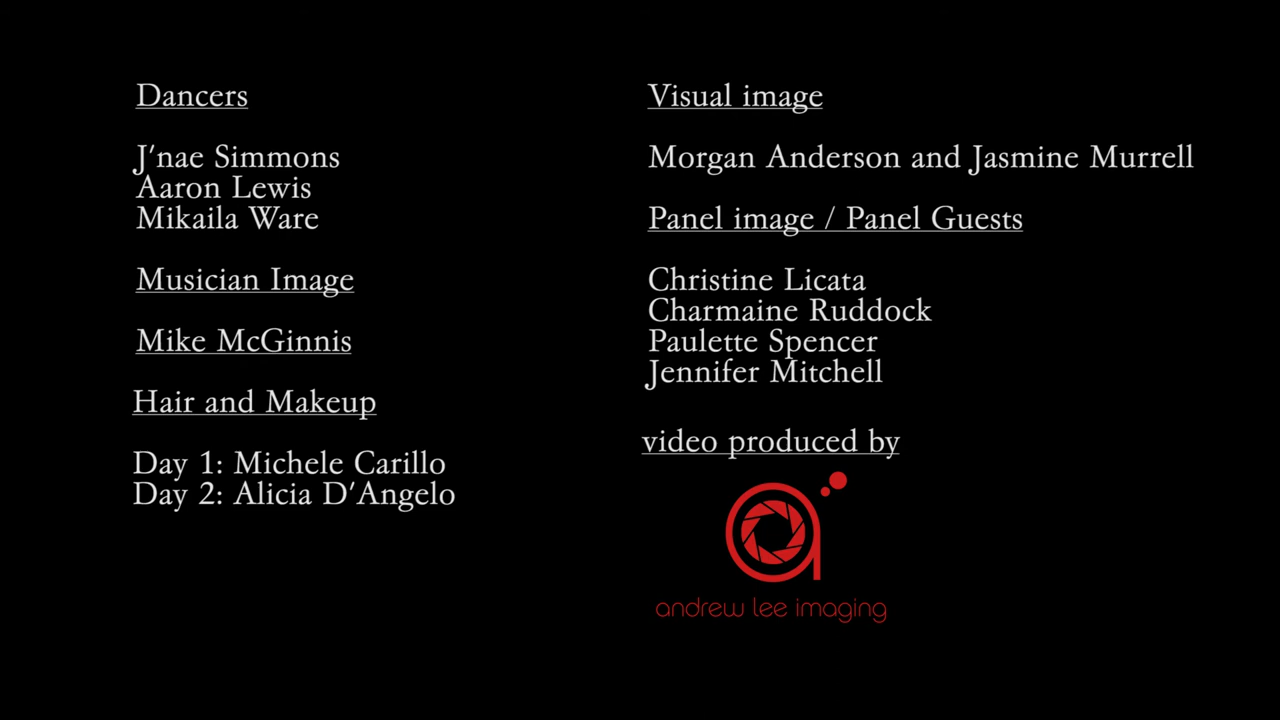 Dancers
J'nae Simmons
Aaron Lewis
Mikaila Ware
Musician Image
Mike McGinnis
Hair and Makeup
Day 1: Michele Carillo
Day 2: Alicia D'Angelo
Visual image
Morgan Anderson and Jasmine Murrell
Panel image / Panel Guests
Christine Licata
Charmaine Ruddock
Paulette Spencer
Jennifer Mitchell
video produced by
andrew lee imaging